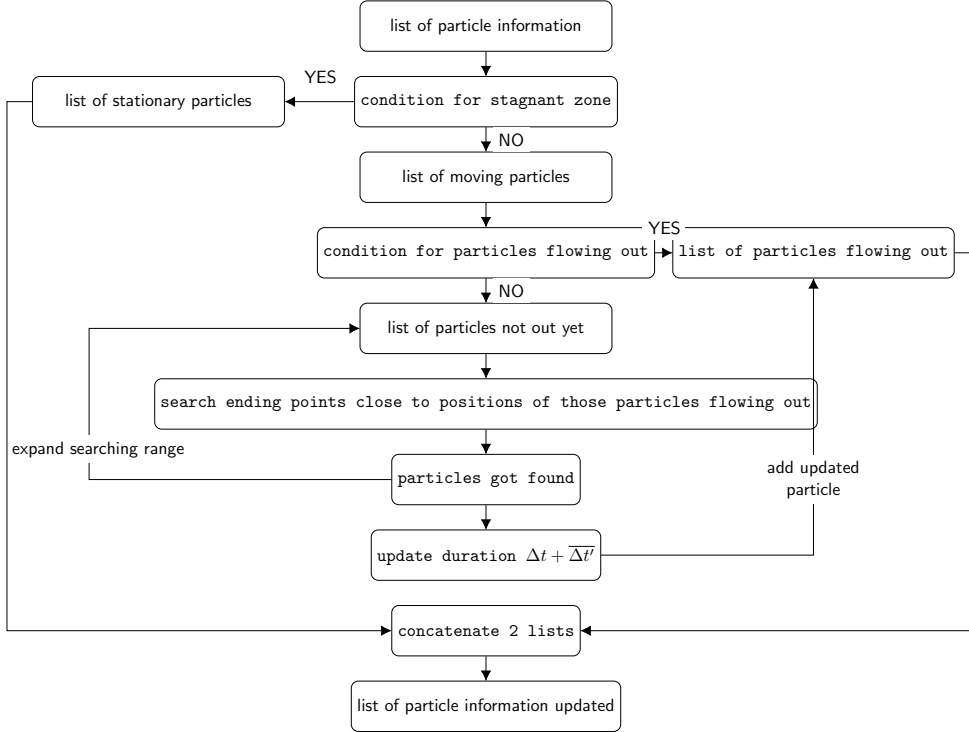 list of particle information
YES
list of stationary particles
condition for stagnant zone
NO
list of moving particles
YES
condition for particles flowing out
list of particles flowing out
NO
list of particles not out yet
search ending points close to positions of those particles flowing out
expand searching range
particles got found
add updated
particle
update duration Δt + \overline{Δt′}
concatenate 2 lists
list of particle information updated